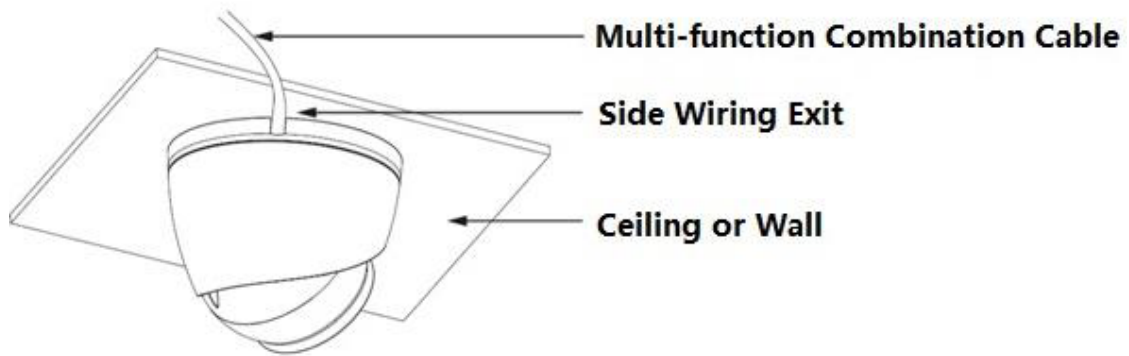 Multi-function Combination Cable
Side Wiring Exit
Ceiling or Wall